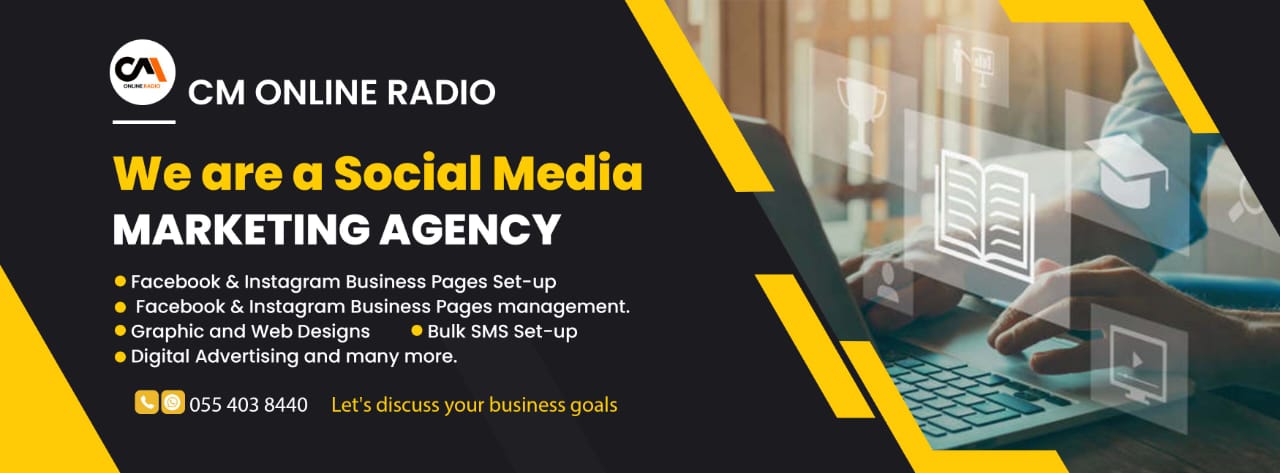 CM
ONLINE RADIO
CM ONLINE RADIO
We are a Social Media
MARKETING AGENCY
Facebook & Instagram Business Pages Set-up
Facebook & Instagram Business Pages management.
Graphic and Web Designs Bulk SMS Set-up
Digital Advertising and many more.
055 403 8440 Let's discuss your business goals